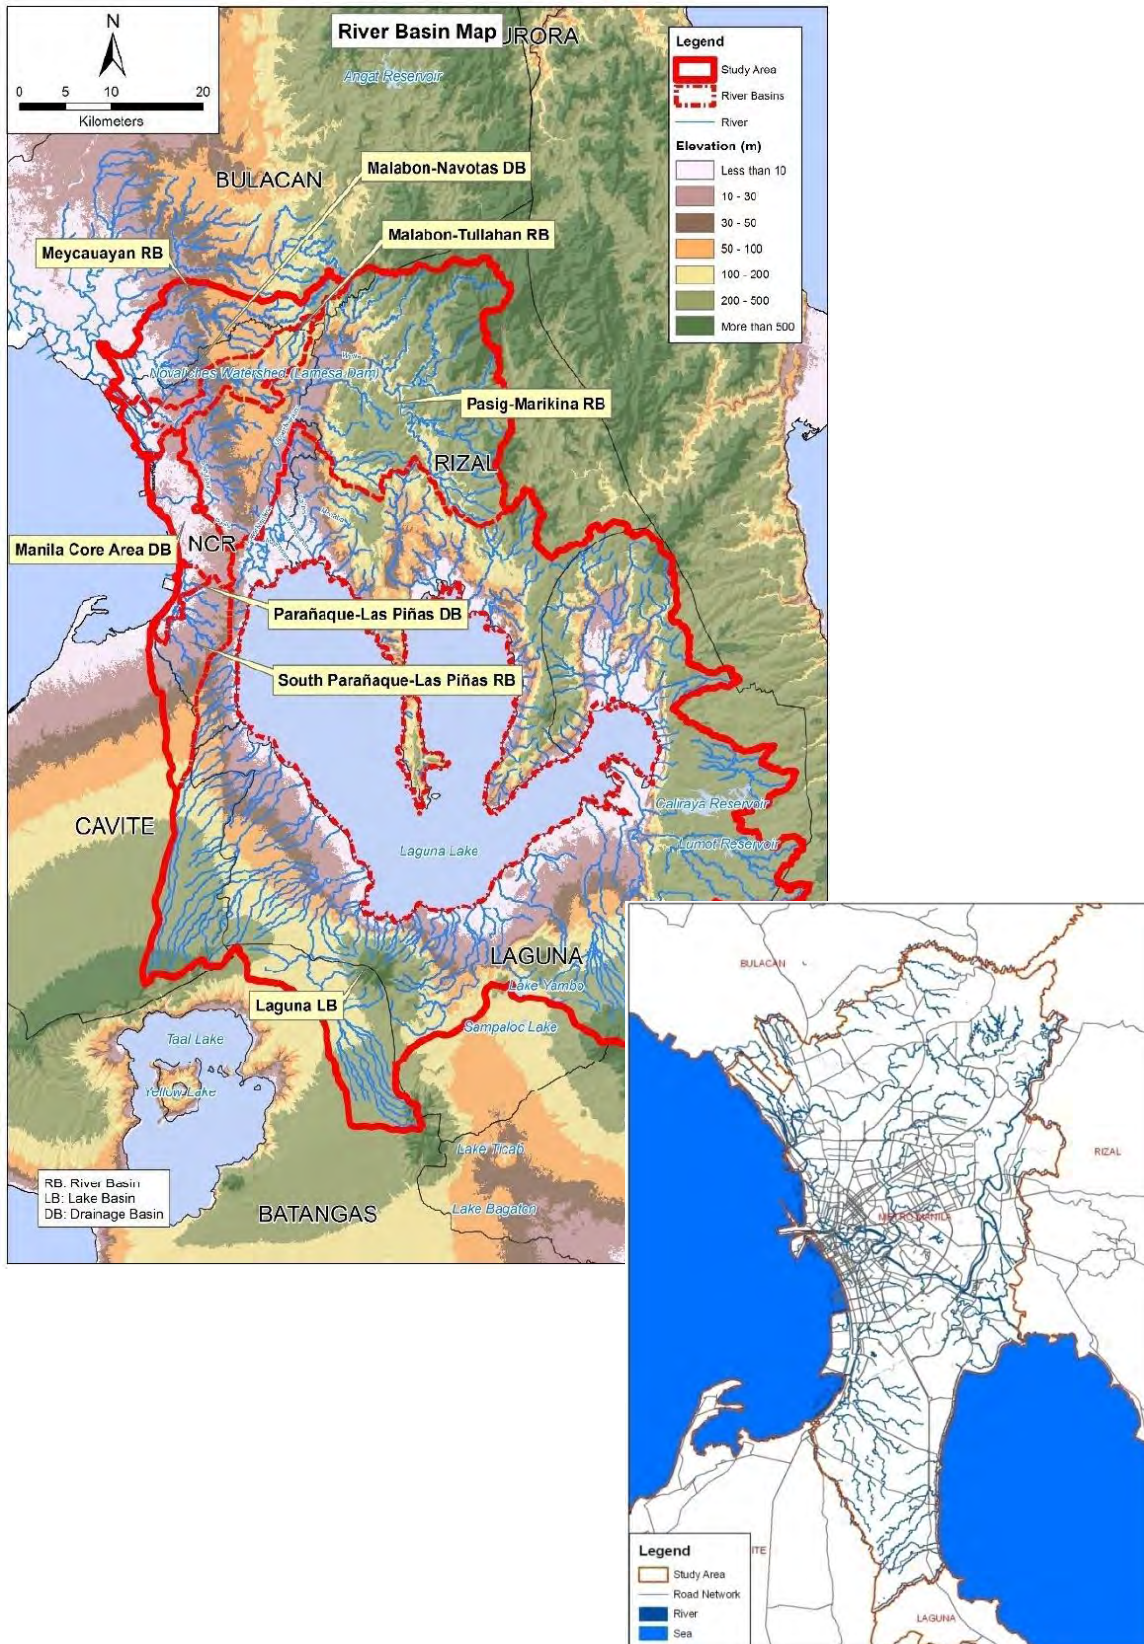 N
0 5 10 20
Kilometers
River Basin Map
Angat Reservoir
Legend
Study Area
River Basins
River
Elevation (m)
Less than 10
10 - 30
30 - 50
50 - 100
100 - 200
200 - 500
More than 500
BULACAN
Malabon-Navotas DB
Malabon-Tullahan RB
Meycauayan RB
Watershed (Lamesa Dam)
Pasig-Marikina RB
RIZAL
Manila Core Area DB
NCR
Parañaque-Las Piñas DB
South Parañaque-Las Piñas RB
Caliraya Reservoir
CAVITE
Lumot Reservoir
Laguna Lake
LAGUNA
Lake Yambo
Laguna LB
Sampaloc Lake
Taal Lake
Yellow Lake
RB: River Basin
LB: Lake Basin
DB: Drainage Basin
BATANGAS
Lake Bagaton
BULACAN
RIZAL
METRO MANILA
Legend
ITE
Study Area
Road Network
River
Sea
LAGUNA